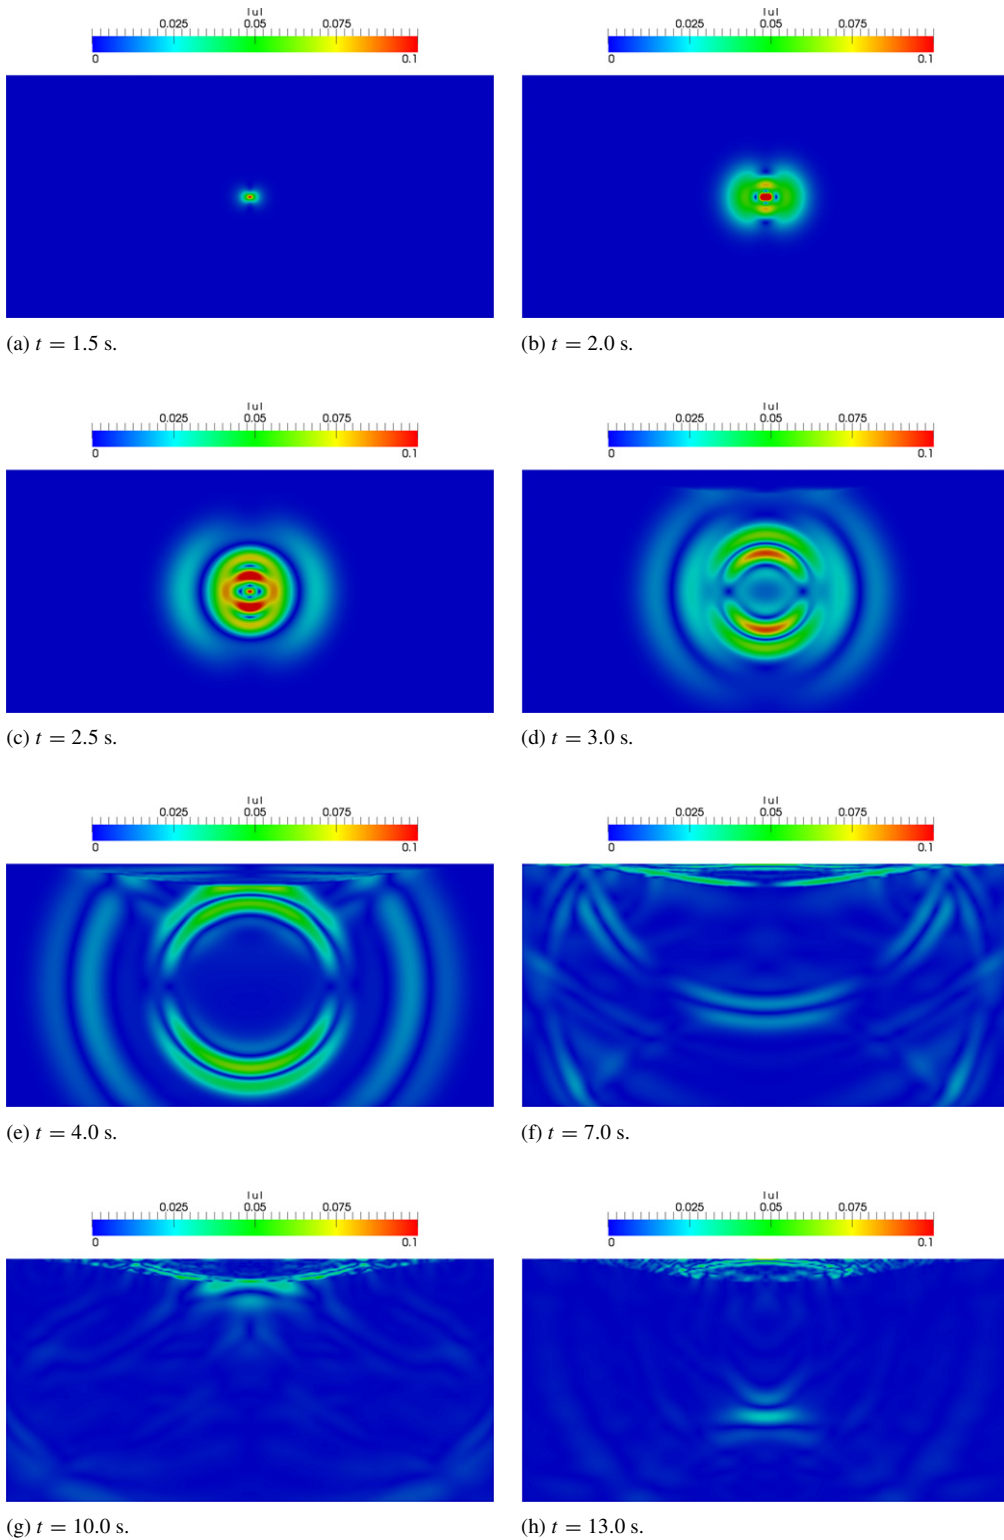 |u|
|u|
0.025 0.05 0.075
0.025 0.05 0.075
0 0.1
0 0.1
(a) t = 1.5 s.
(b) t = 2.0 s.
|u|
|u|
0.025 0.05 0.075
0.025 0.05 0.075
0 0.1
0 0.1
(c) t = 2.5 s.
(d) t = 3.0 s.
|u|
|u|
0.025 0.05 0.075
0.025 0.05 0.075
0 0.1
0 0.1
(e) t = 4.0 s.
(f) t = 7.0 s.
|u|
|u|
0.025 0.05 0.075
0.025 0.05 0.075
0 0.1
0 0.1
(g) t = 10.0 s.
(h) t = 13.0 s.